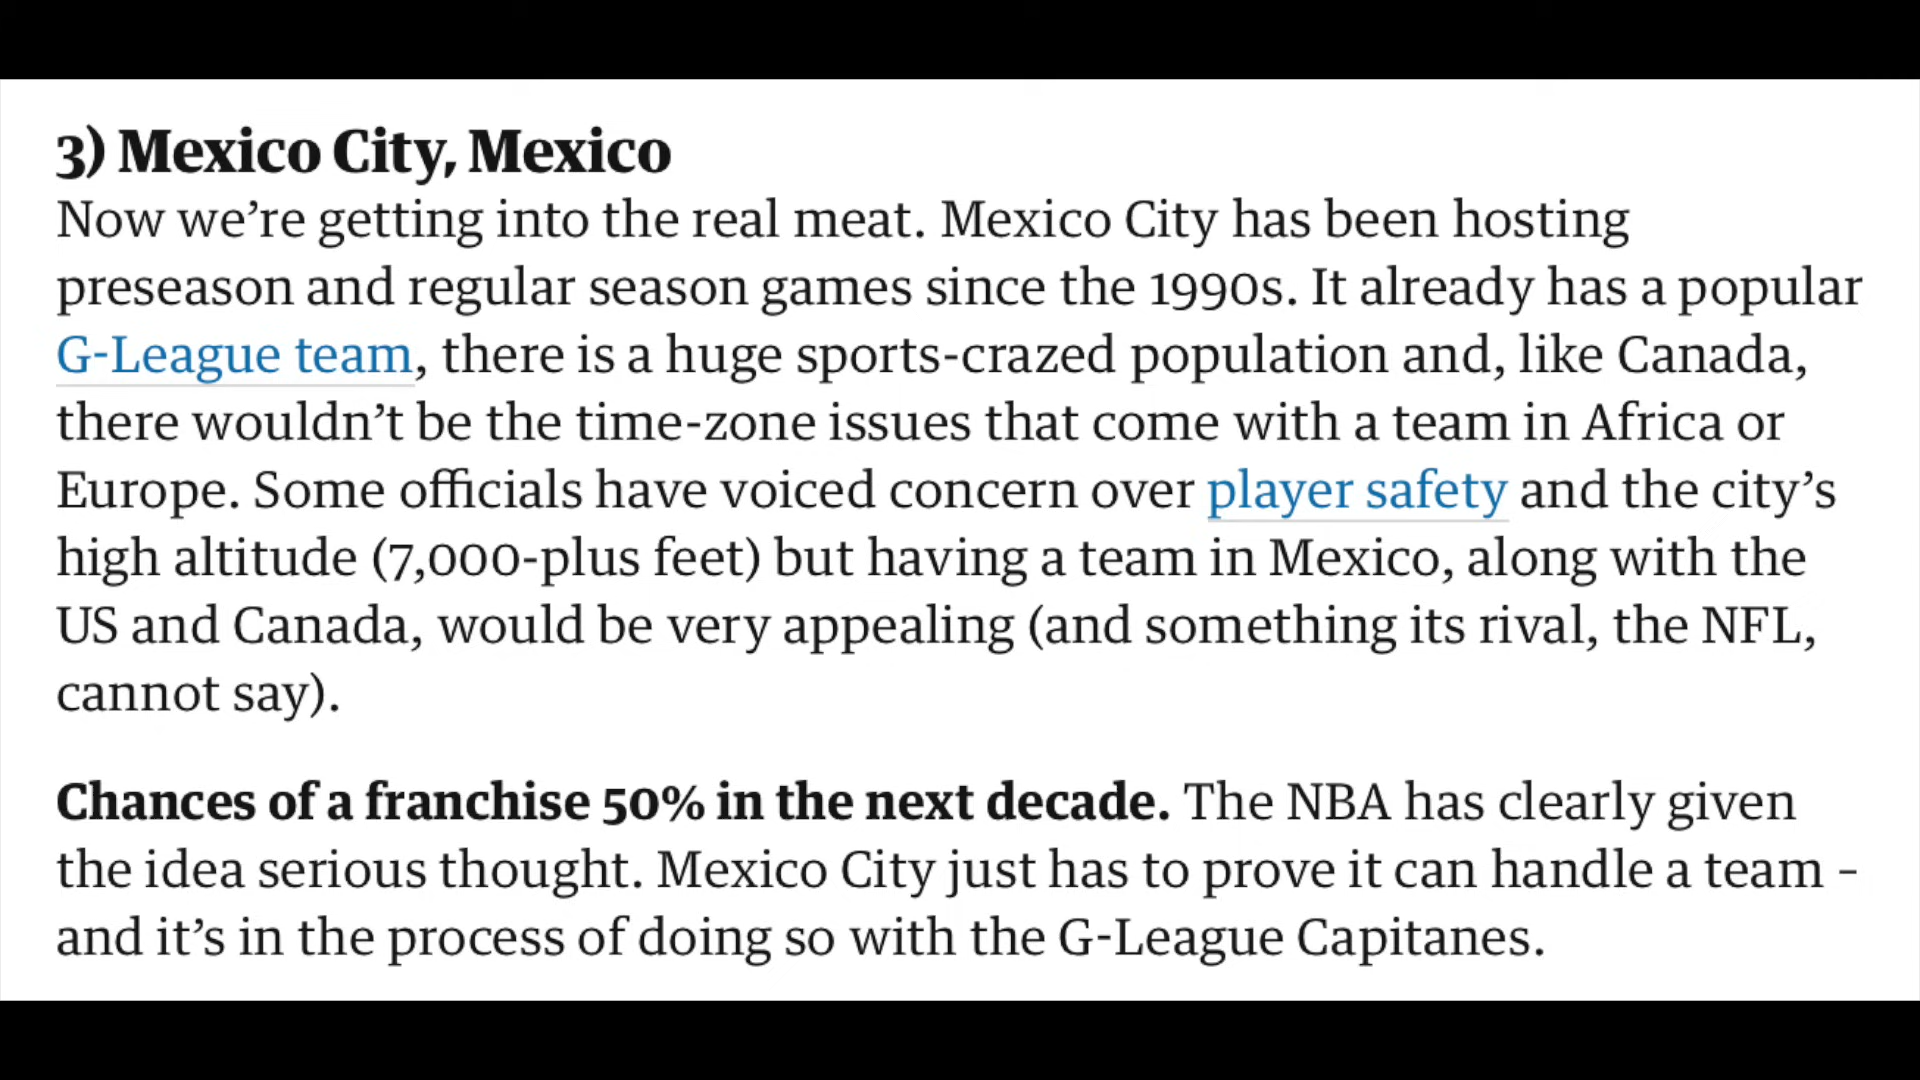 3) Mexico City, Mexico
Now we’re getting into the real meat. Mexico City has been hosting
preseason and regular season games since the 1990s. It already has a popular
G-League team, there is a huge sports-crazed population and, like Canada,
there wouldn’t be the time-zone issues that come with a team in Africa or
Europe. Some officials have voiced concern over player safety and the city’s
high altitude (7,000-plus feet) but having a team in Mexico, along with the
US and Canada, would be very appealing (and something its rival, the NFL,
cannot say).
Chances of a franchise 50% in the next decade. The NBA has clearly given
the idea serious thought. Mexico City just has to prove it can handle a team –
and it’s in the process of doing so with the G-League Capitanes.